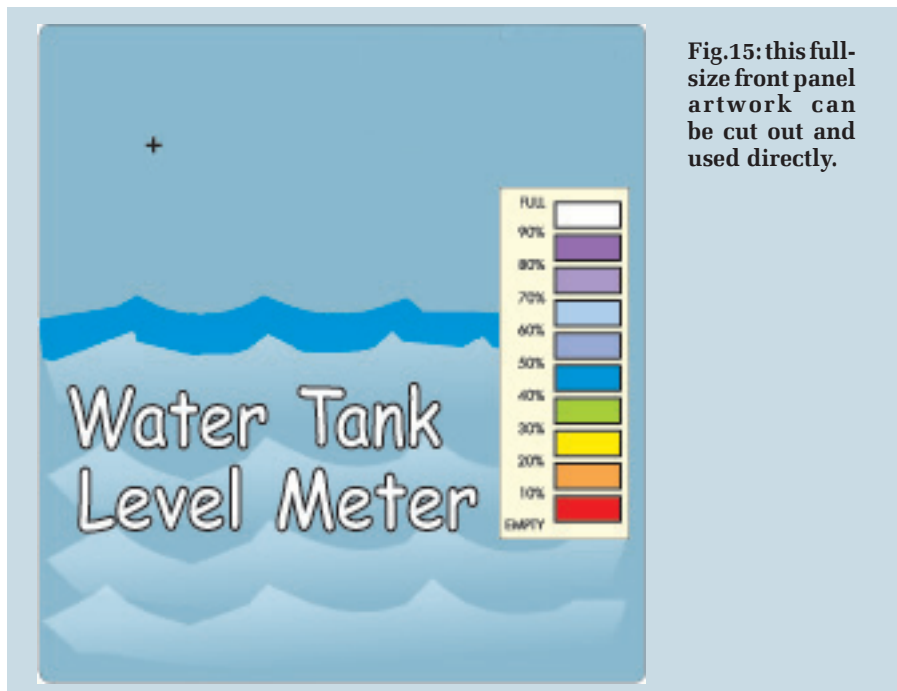 Fig.15: this full-
size front panel
artwork can
be cut out and
used directly.
FULL
90%
80%
70%
60%
50%
40%
30%
20%
10%
EMPTY
Water Tank
Level Meter